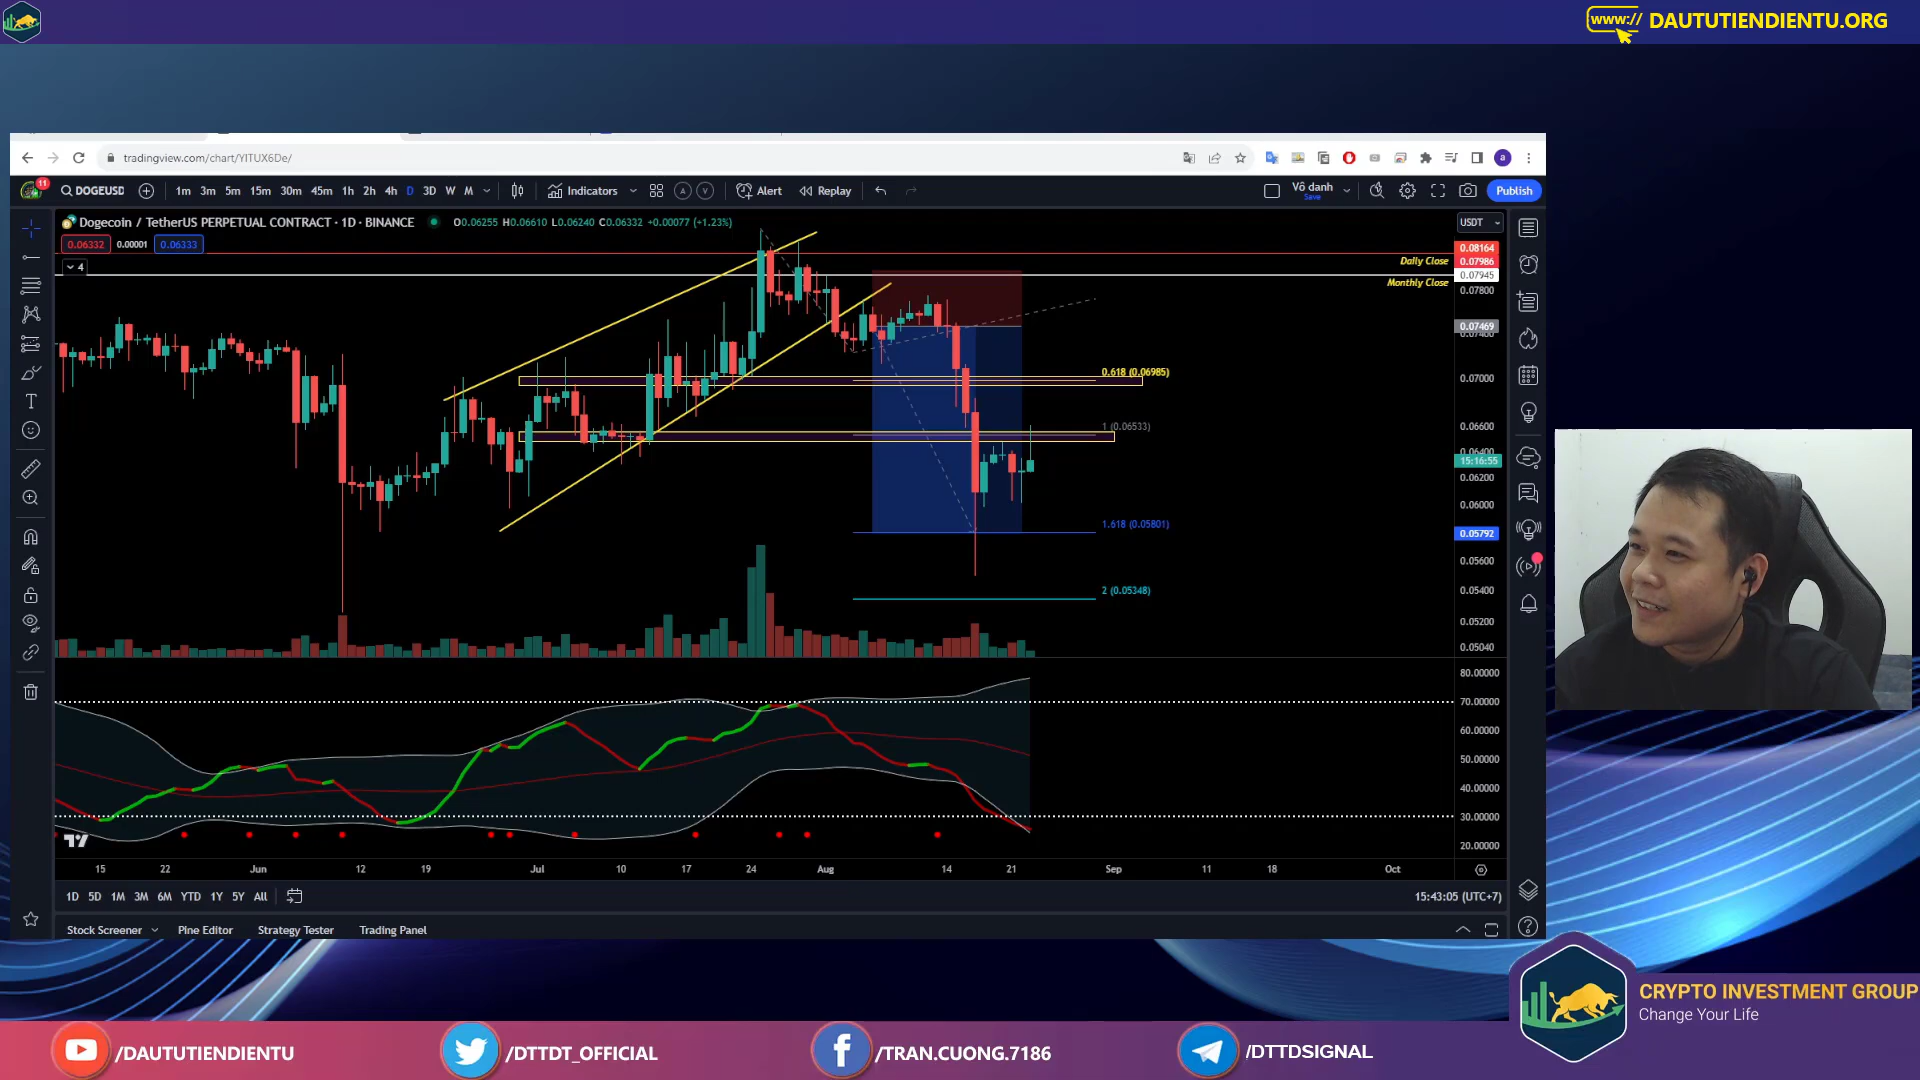 www:// DAUTUTIENDIENTU.ORG
tradingview.com/chart/YITUX6De/
11 DOGEUSD 1m 3m 5m 15m 30m 45m 1h 2h 4h D 3D W M Indicators Alert Replay Vô danh Save Publish
Dogecoin / TetherUS PERPETUAL CONTRACT · 1D · BINANCE O0.06255 H0.06610 L0.06240 C0.06332 +0.00077 (+1.23%) USDT
0.06332 0.00001 0.06333
4
Daily Close
Monthly Close
0.08164
0.07986
0.07945
0.07800
0.07469
0.07000
0.06600
15:16:55
0.06200
0.06000
0.05792
0.05600
0.05400
0.05200
0.05040
0.618 (0.06985)
1 (0.06533)
1.618 (0.05801)
2 (0.05348)
80.00000
70.00000
60.00000
50.00000
40.00000
30.00000
20.00000
15 22 Jun 12 19 Jul 10 17 24 Aug 14 21 Sep 11 18 Oct
1D 5D 1M 3M 6M YTD 1Y 5Y All 15:43:05 (UTC+7)
Stock Screener Pine Editor Strategy Tester Trading Panel
CRYPTO INVESTMENT GROUP
Change Your Life
/DAUTUTIENDIENTU /DTTDT_OFFICIAL /TRAN.CUONG.7186 /DTTDSIGNAL